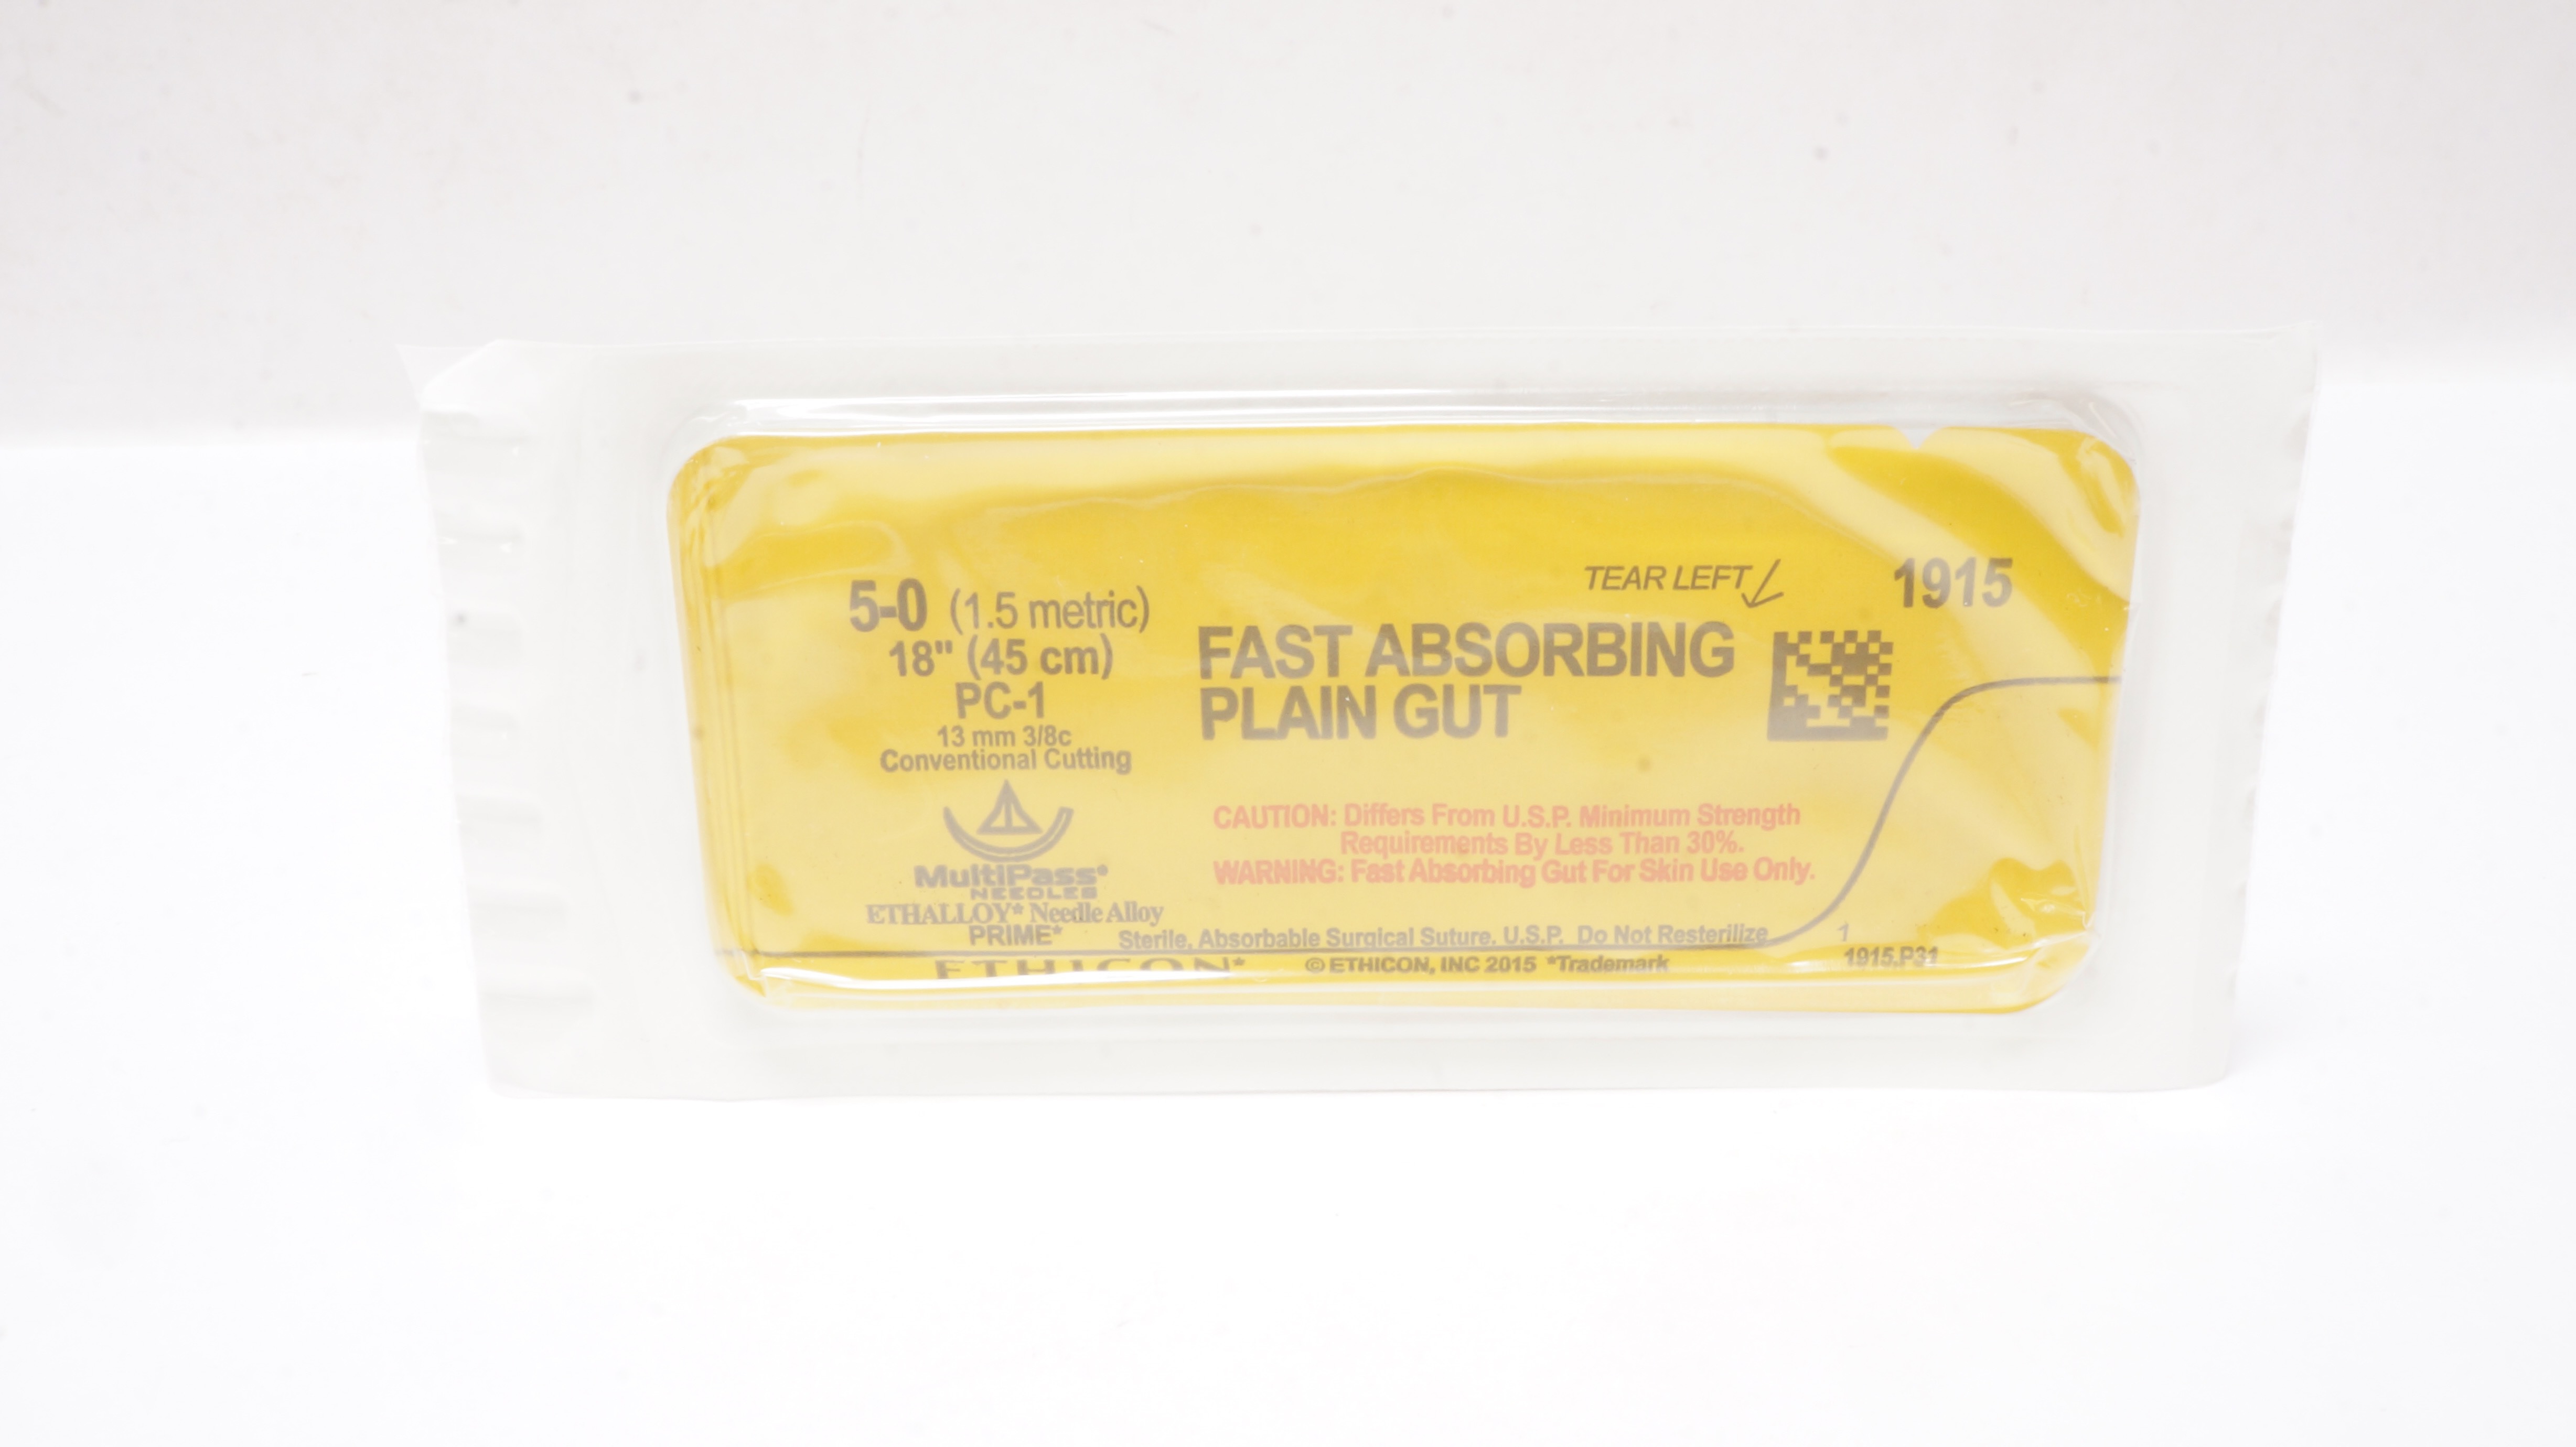 5-0 (1.5 metric)
18" (45 cm)
PC-1
13 mm 3/8c
Conventional Cutting
MultiPass*
NEEDLES
ETHALLOY* Needle Alloy
PRIME*
TEAR LEFT
1915
FAST ABSORBING
PLAIN GUT
CAUTION: Differs From U.S.P. Minimum Strength
Requirements By Less Than 30%.
WARNING: Fast Absorbing Gut For Skin Use Only.
Sterile, Absorbable Surgical Suture, U.S.P. Do Not Resterilize
1
ETHICON*
© ETHICON, INC 2015 *Trademark
1915.P31